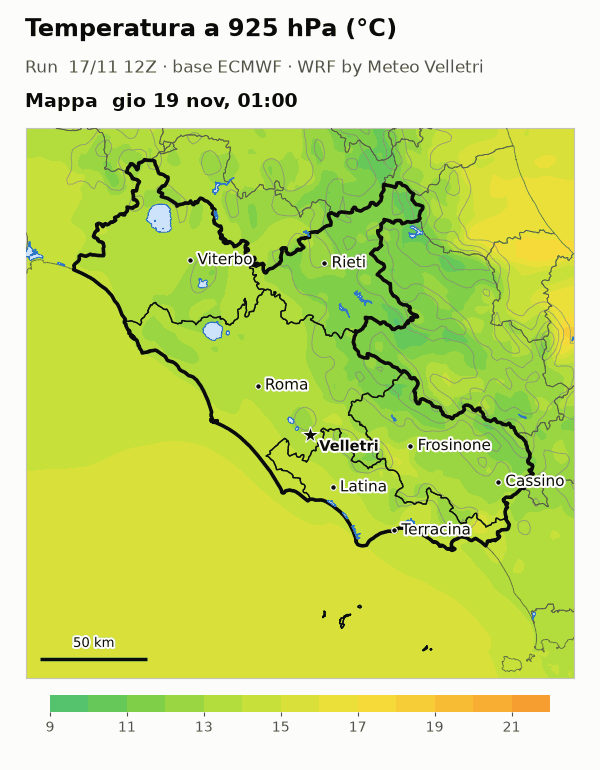 Temperatura a 925 hPa (°C)
Run  17/11 12Z · base ECMWF · WRF by Meteo Velletri
Mappa  gio 19 nov, 01:00
Viterbo
Rieti
Roma
Velletri
Frosinone
Cassino
Latina
Terracina
50 km
9 11 13 15 17 19 21